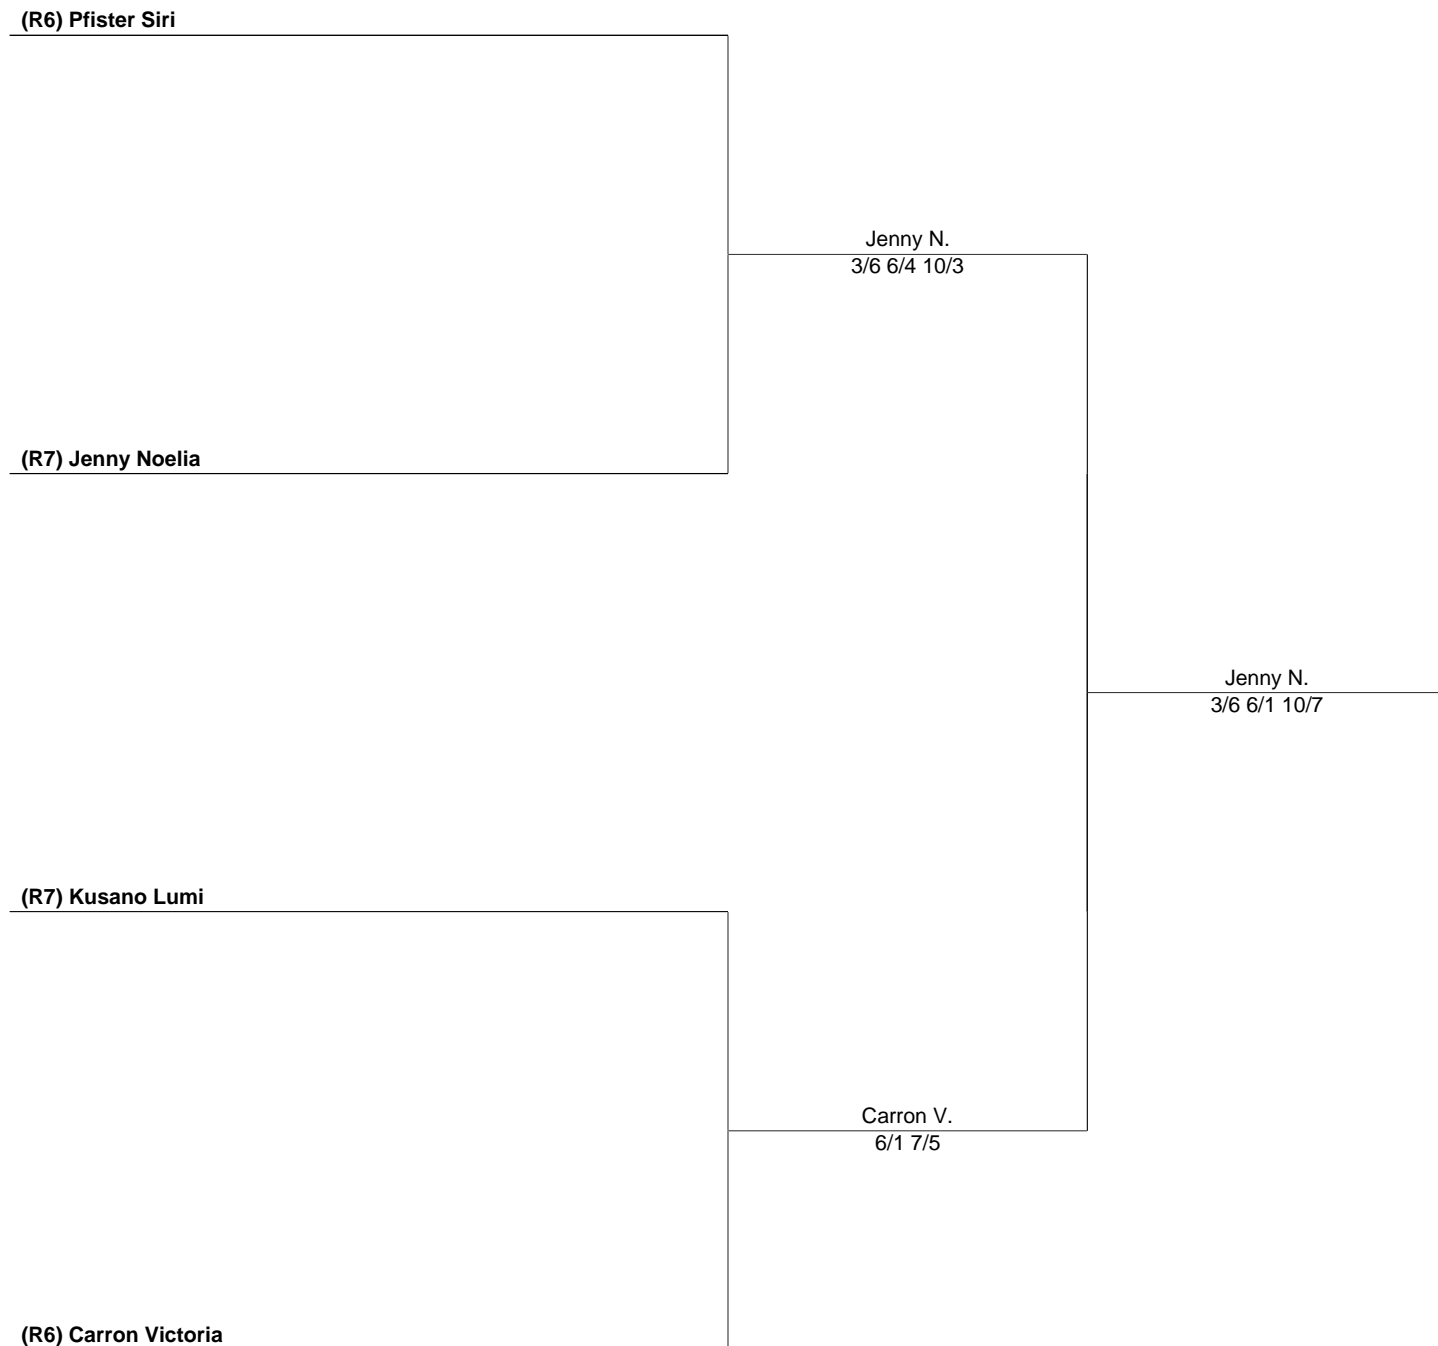 (R6) Pfister Siri
Jenny N.
3/6 6/4 10/3
(R7) Jenny Noelia
Jenny N.
3/6 6/1 10/7
(R7) Kusano Lumi
Carron V.
6/1 7/5
(R6) Carron Victoria